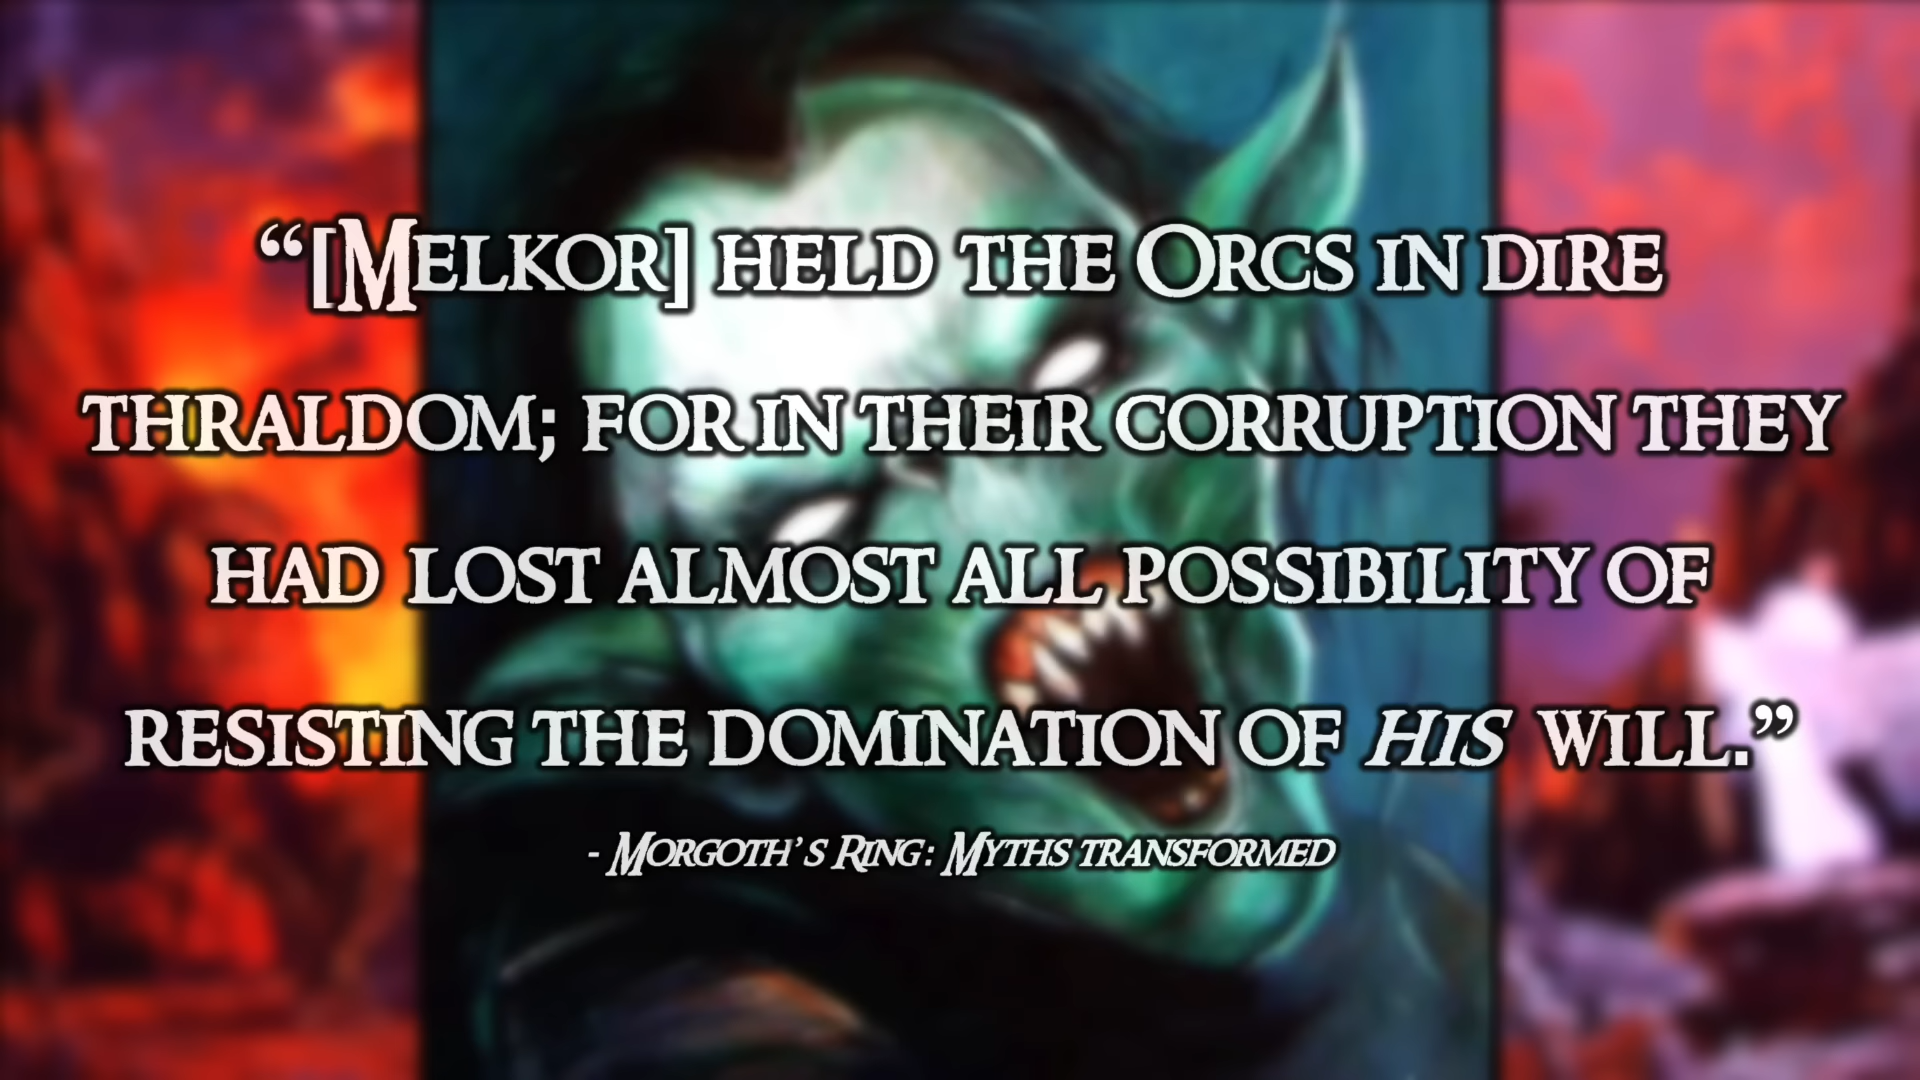 “[Melkor] held the Orcs in dire
thraldom; for in their corruption they
had lost almost all possibility of
resisting the domination of his will.”
- Morgoth’s Ring: Myths transformed